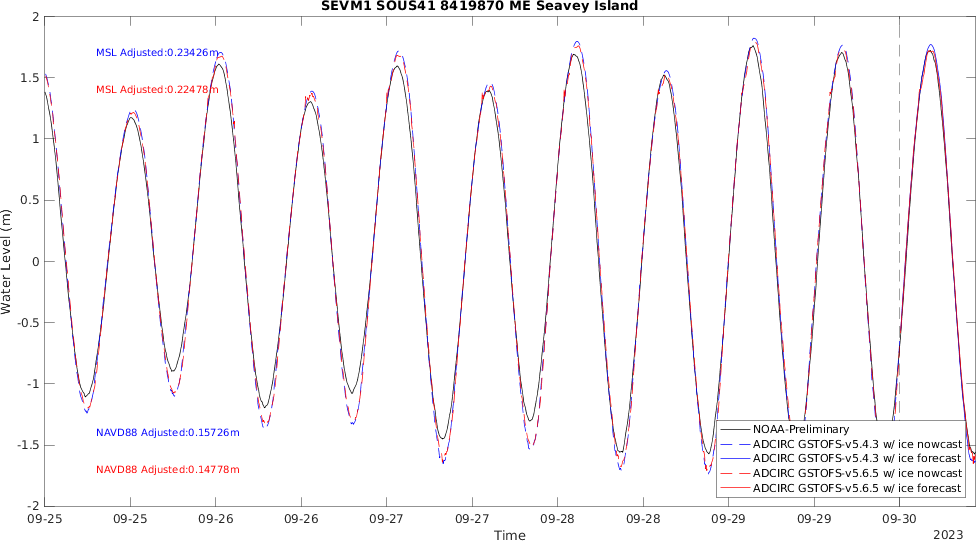 SEVM1 SOUS41 8419870 ME Seavey Island
2
1.5
1
0.5
0
-0.5
-1
-1.5
-2
Water Level (m)
MSL Adjusted:0.23426m
MSL Adjusted:0.22478m
NAVD88 Adjusted:0.15726m
NAVD88 Adjusted:0.14778m
NOAA-Preliminary
ADCIRC GSTOFS-v5.4.3 w/ ice nowcast
ADCIRC GSTOFS-v5.4.3 w/ ice forecast
ADCIRC GSTOFS-v5.6.5 w/ ice nowcast
ADCIRC GSTOFS-v5.6.5 w/ ice forecast
09-25 09-25 09-26 09-26 09-27 09-27 09-28 09-28 09-29 09-29 09-30
Time
2023